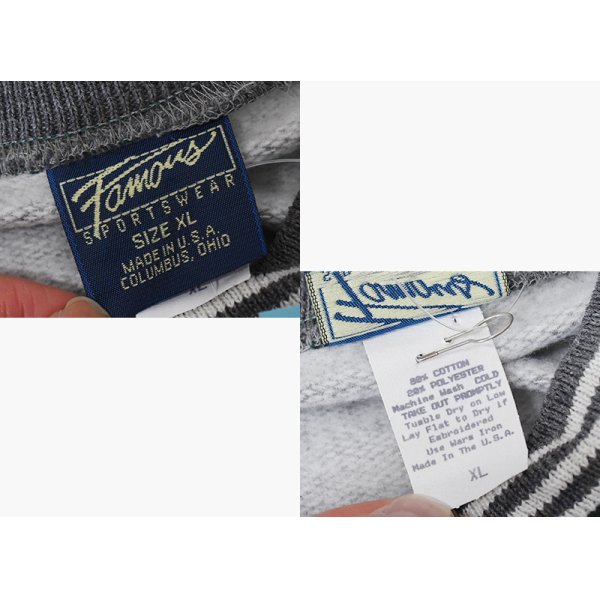 Famous
SPORTSWEAR
SIZE XL
MADE IN U.S.A.
COLUMBUS, OHIO
XL
80% COTTON
20% POLYESTER
Machine Wash COLD
TAKE OUT PROMPTLY
Tumble Dry on Low
Lay Flat to Dry if
Embroidered
Use Warm Iron
Made In The U.S.A.
XL